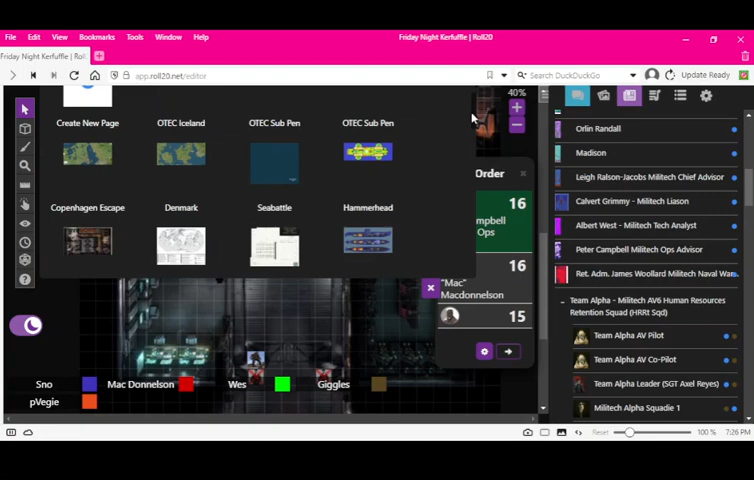 File Edit View Bookmarks Tools Window Help
Friday Night Kerfuffle | Roll20
Friday Night Kerfuffle | Roll
app.roll20.net/editor
Search DuckDuckGo
Update Ready
40%
Create New Page
OTEC Iceland
OTEC Sub Pen
OTEC Sub Pen
Copenhagen Escape
Denmark
Seabattle
Hammerhead
Order
16
mpbell
Ops
16
"Mac"
Macdonnelson
15
Sno
Mac Donnelson
Wes
Giggles
pVegie
Orlin Randall
Madison
Leigh Ralson-Jacobs Militech Chief Advisor
Calvert Grimmy - Militech Liason
Albert West - Militech Tech Analyst
Peter Campbell Militech Ops Advisor
Ret. Adm. James Woollard Militech Naval War
Team Alpha - Militech AV6 Human Resources
Retention Squad (HRRt Sqd)
Team Alpha AV Pilot
Team Alpha AV Co-Pilot
Team Alpha Leader (SGT Axel Reyes)
Militech Alpha Squadie 1
Reset
100 %
7:26 PM